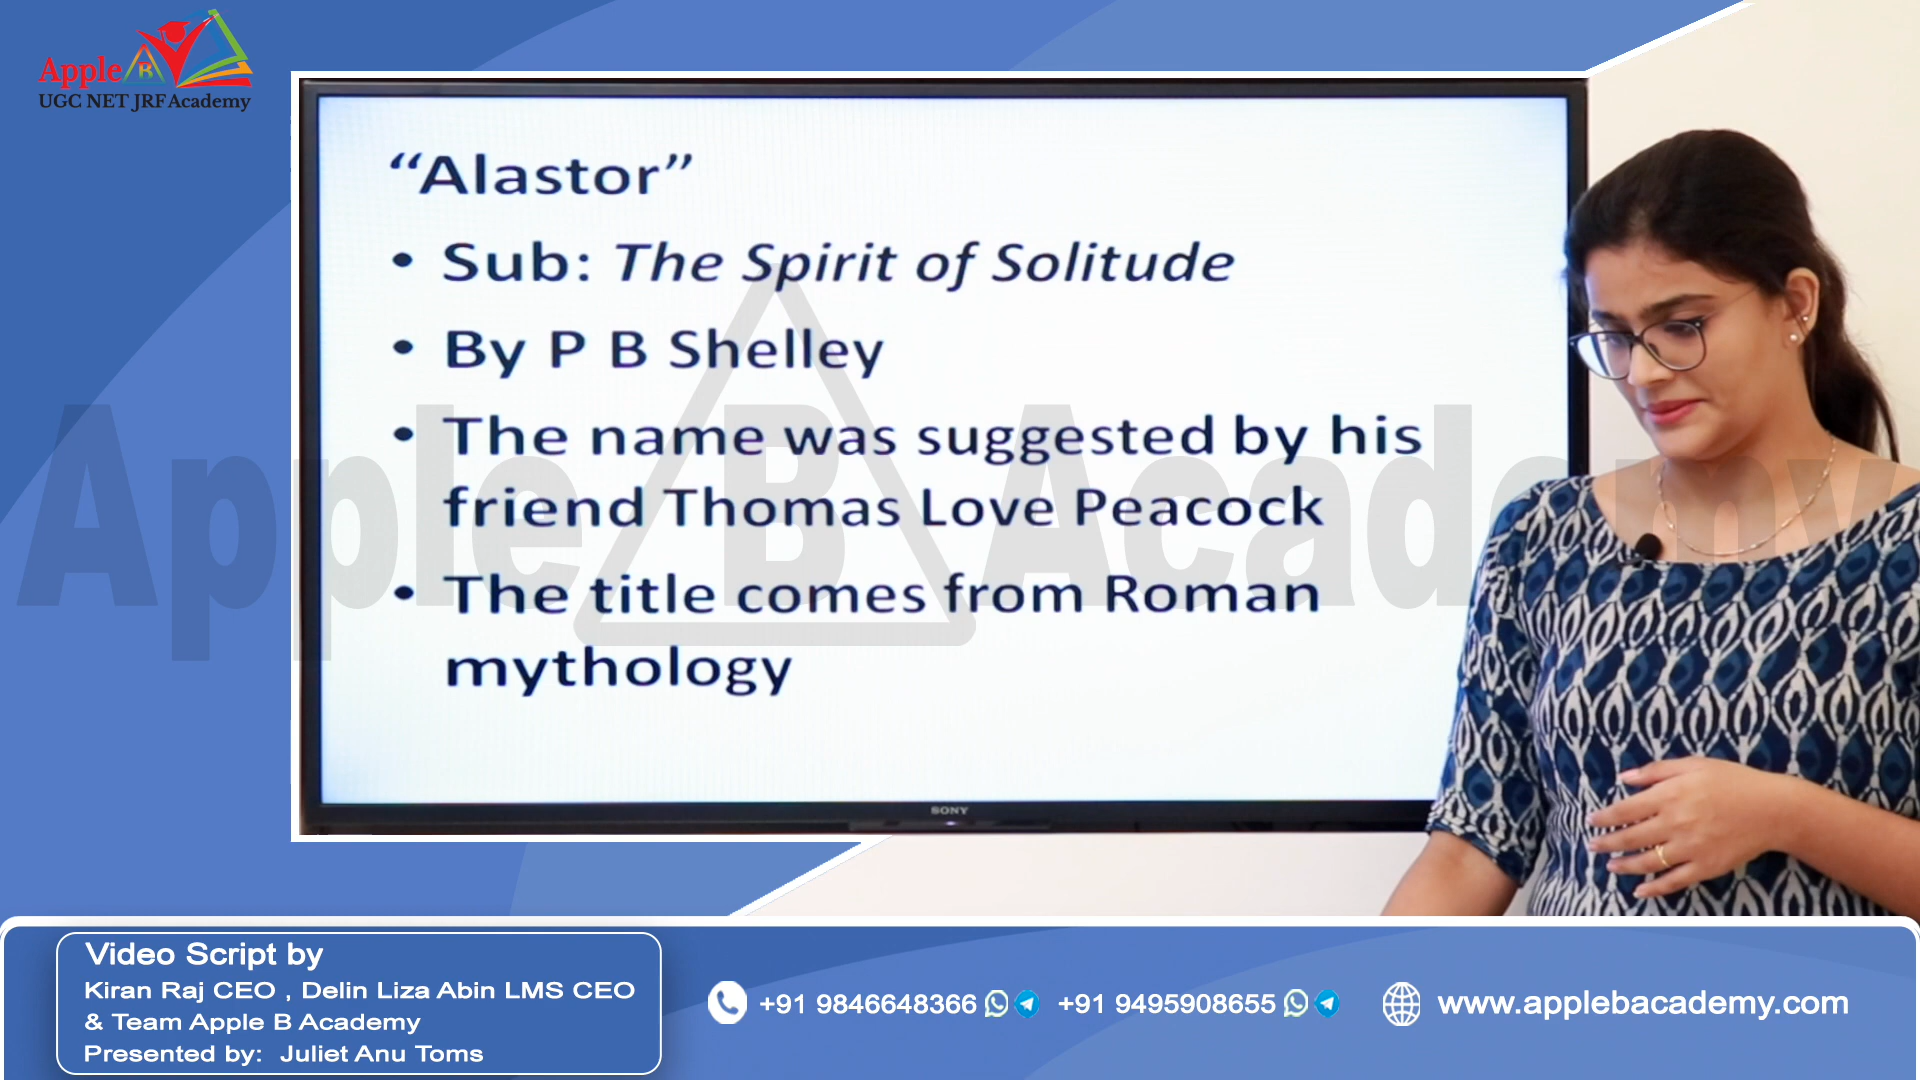 Apple B
UGC NET JRF Academy
“Alastor”
• Sub: The Spirit of Solitude
• By P B Shelley
• The name was suggested by his
friend Thomas Love Peacock
• The title comes from Roman
mythology
Apple B Academy
SONY
Video Script by
Kiran Raj CEO , Delin Liza Abin LMS CEO
& Team Apple B Academy
Presented by: Juliet Anu Toms
+91 9846648366
+91 9495908655
www.applebacademy.com